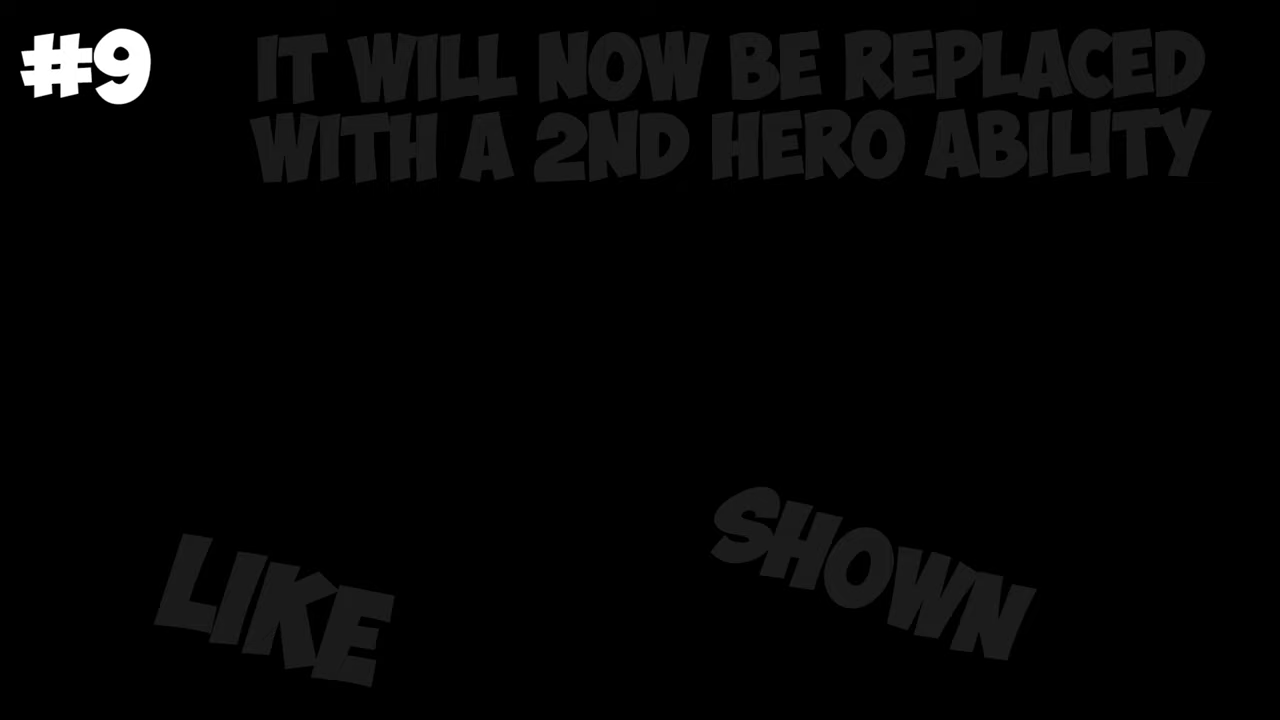 #9
IT WILL NOW BE REPLACED
WITH A 2ND HERO ABILITY
LIKE
SHOWN